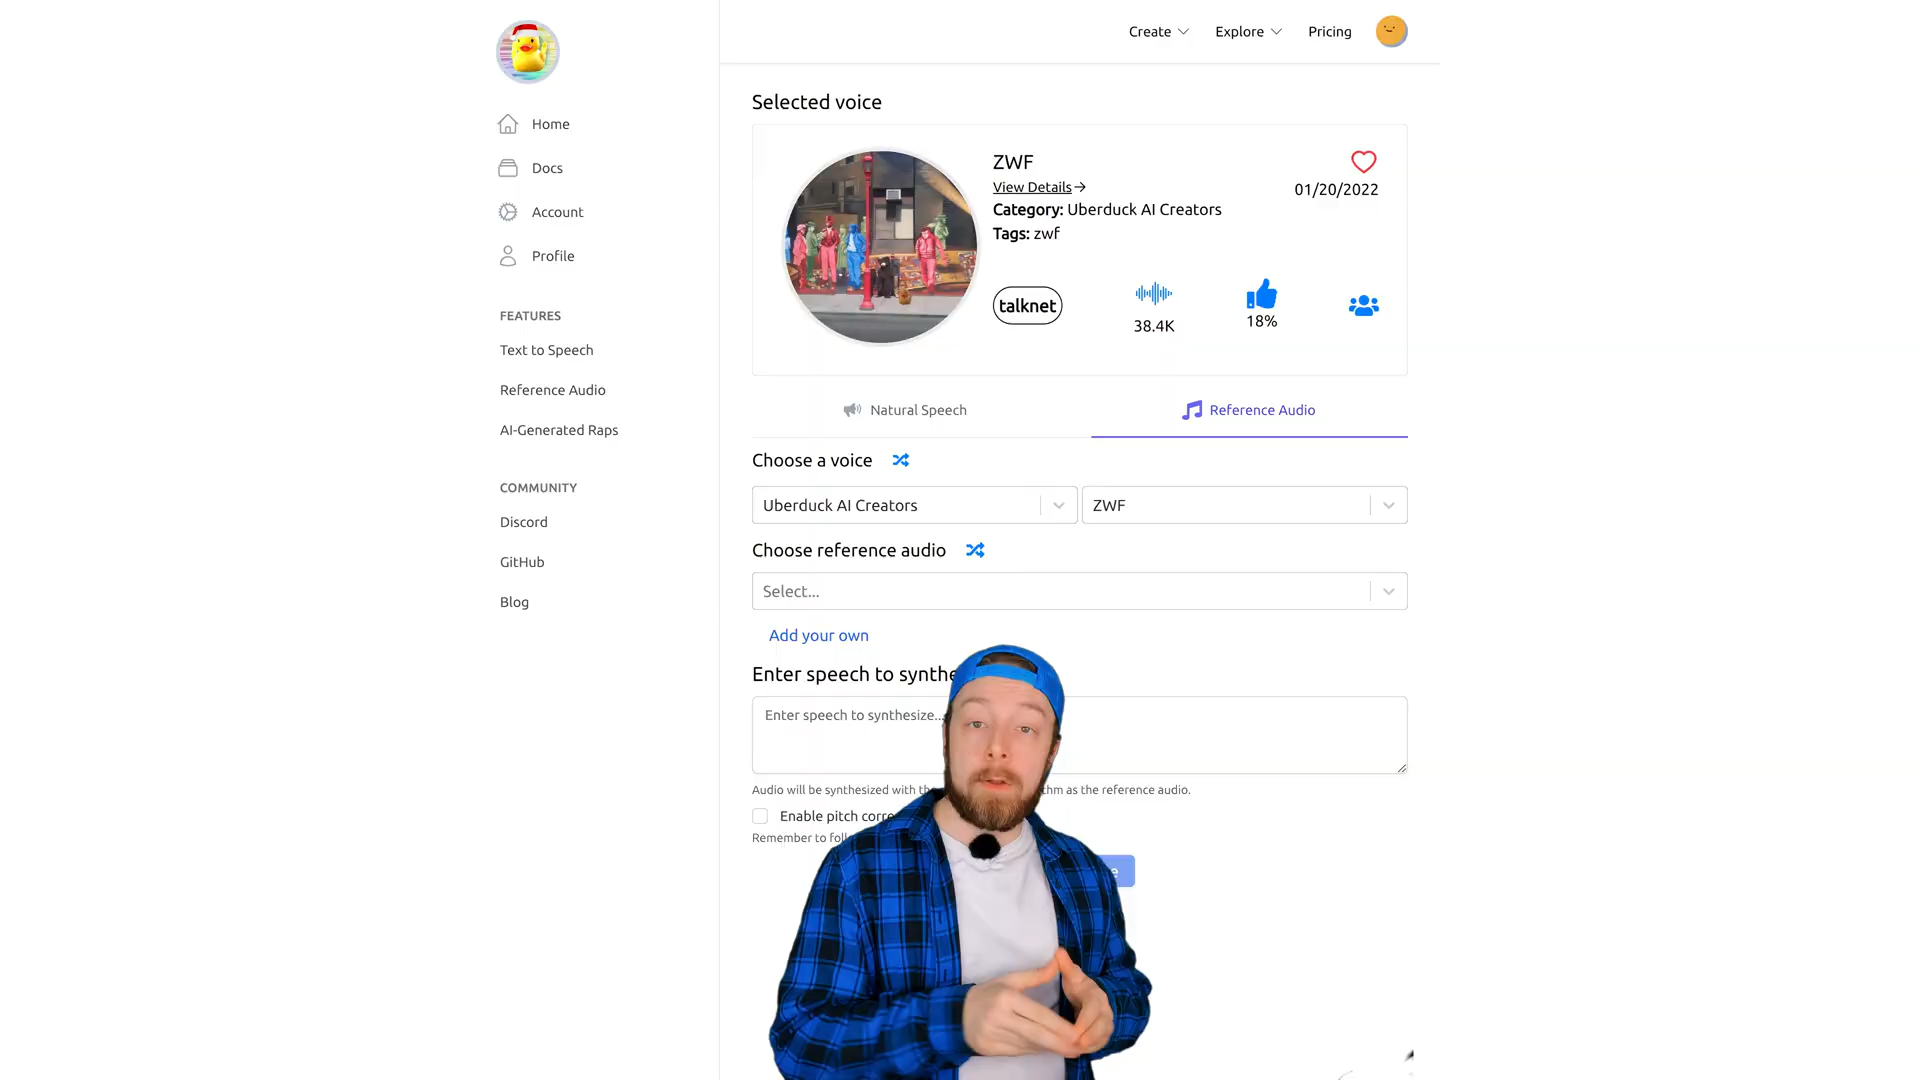 Create
Explore
Pricing
Home
Docs
Account
Profile
FEATURES
Text to Speech
Reference Audio
AI-Generated Raps
COMMUNITY
Discord
GitHub
Blog
Selected voice
ZWF
View Details
01/20/2022
Category: Uberduck AI Creators
Tags: zwf
talknet
38.4K
18%
Natural Speech
Reference Audio
Choose a voice
Uberduck AI Creators
ZWF
Choose reference audio
Select...
Add your own
Enter speech to synthe
Enter speech to synthesize...
Audio will be synthesized with the
hm as the reference audio.
Enable pitch corre
Remember to foll
e